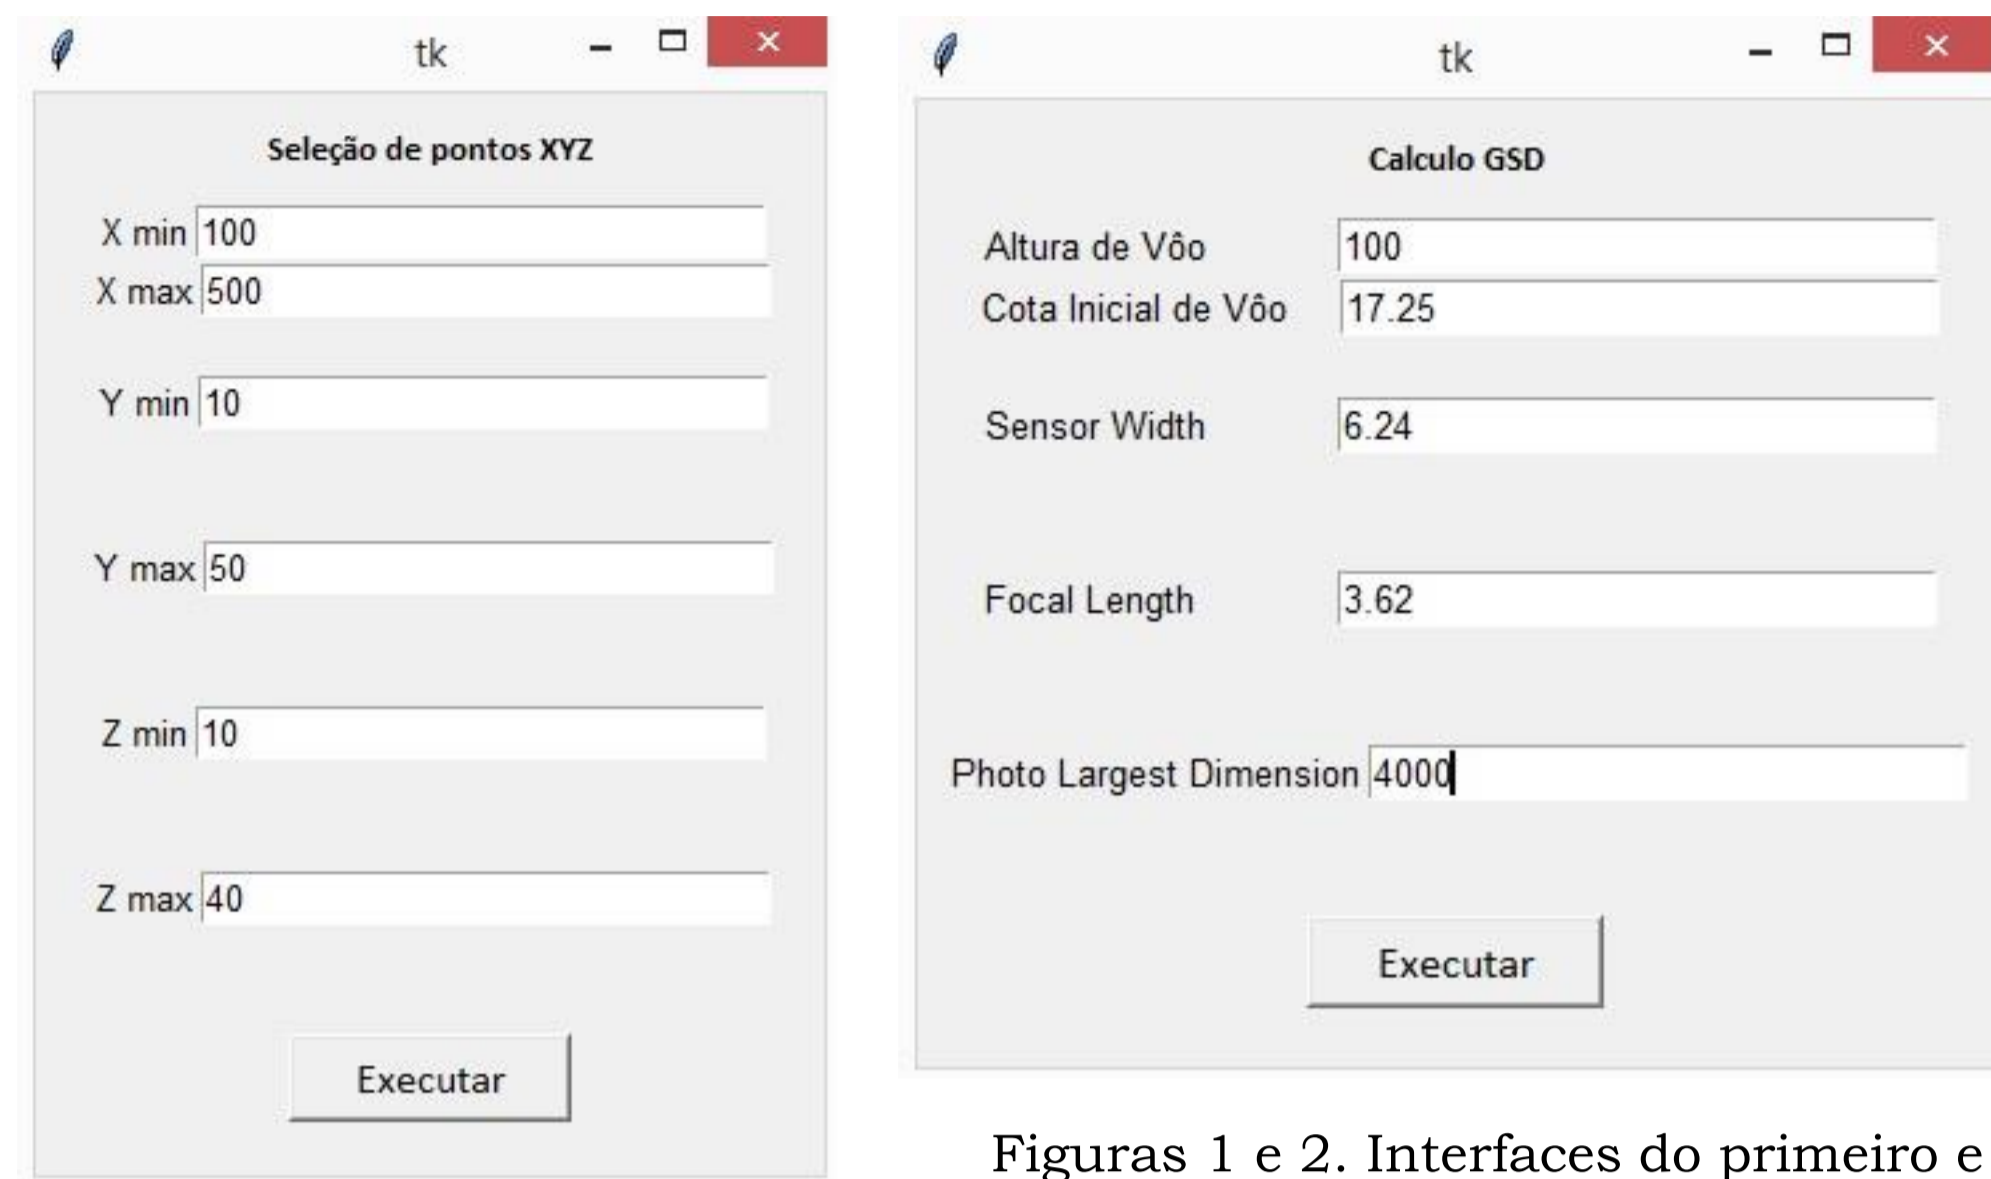 tk
Seleção de pontos XYZ
X min 100
X max 500
Y min 10
Y max 50
Z min 10
Z max 40
Executar
tk
Calculo GSD
Altura de Vôo 100
Cota Inicial de Vôo 17.25
Sensor Width 6.24
Focal Length 3.62
Photo Largest Dimension 4000
Executar
Figuras 1 e 2. Interfaces do primeiro e